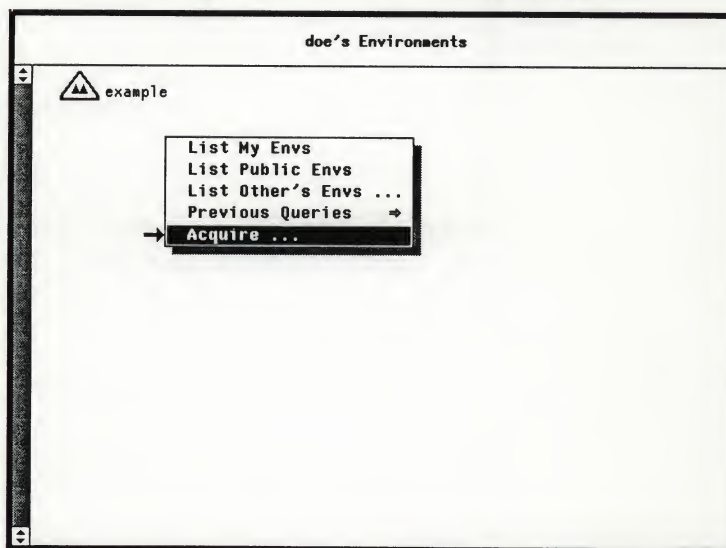 doe's Environments
example
List My Envs
List Public Envs
List Other's Envs ...
Previous Queries ⇒
Acquire ...